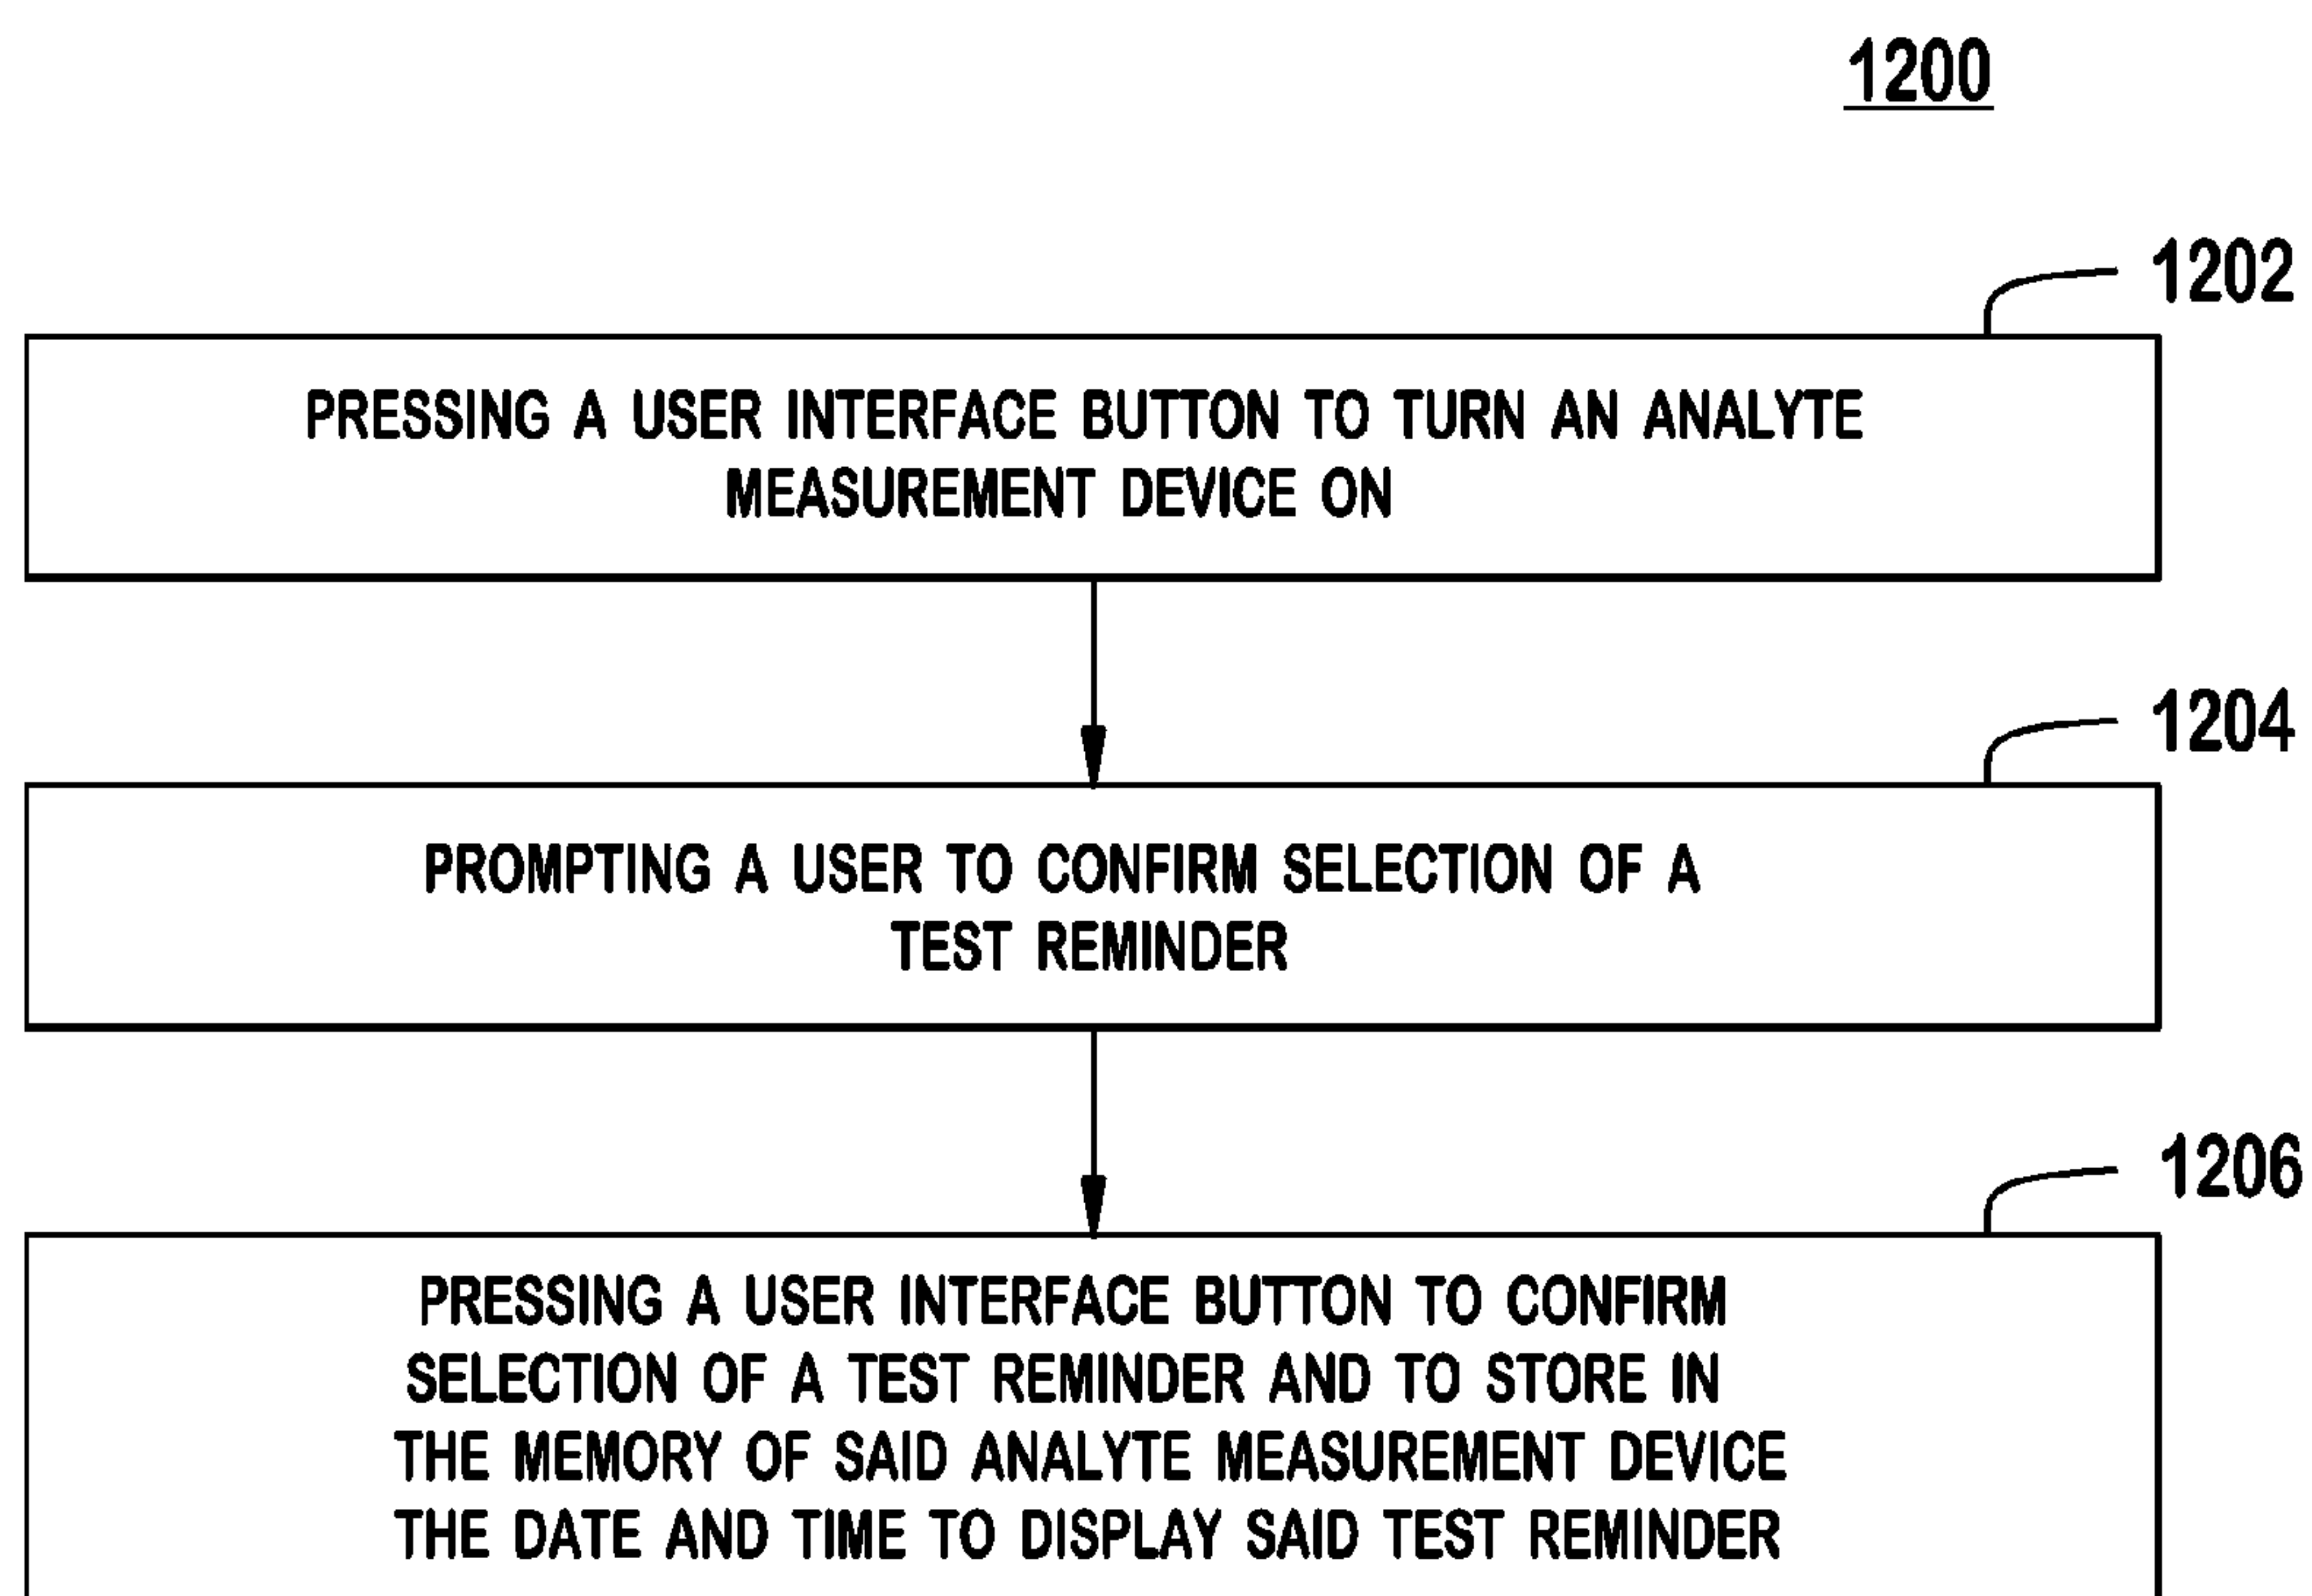 1200
1202
PRESSING A USER INTERFACE BUTTON TO TURN AN ANALYTE
MEASUREMENT DEVICE ON
1204
PROMPTING A USER TO CONFIRM SELECTION OF A
TEST REMINDER
1206
PRESSING A USER INTERFACE BUTTON TO CONFIRM
SELECTION OF A TEST REMINDER AND TO STORE IN
THE MEMORY OF SAID ANALYTE MEASUREMENT DEVICE
THE DATE AND TIME TO DISPLAY SAID TEST REMINDER